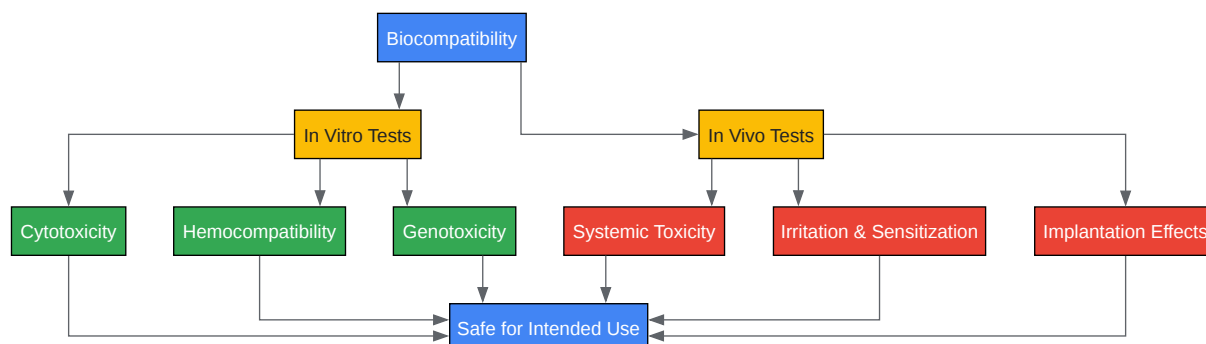 Biocompatibility
In Vitro Tests
In Vivo Tests
Cytotoxicity
Hemocompatibility
Genotoxicity
Systemic Toxicity
Irritation & Sensitization
Implantation Effects
Safe for Intended Use